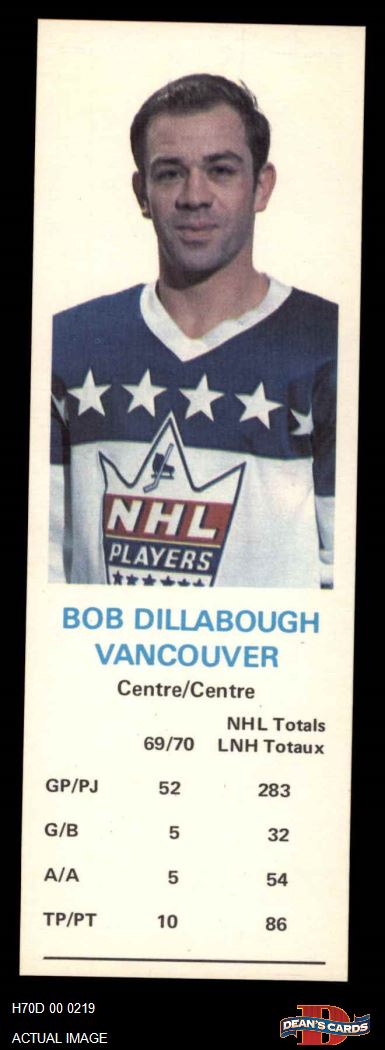 NHL
PLAYERS
BOB DILLABOUGH
VANCOUVER
Centre/Centre
69/70 NHL Totals
LNH Totaux
GP/PJ 52 283
G/B 5 32
A/A 5 54
TP/PT 10 86
H70D 00 0219
ACTUAL IMAGE
D
DEAN'S CARDS